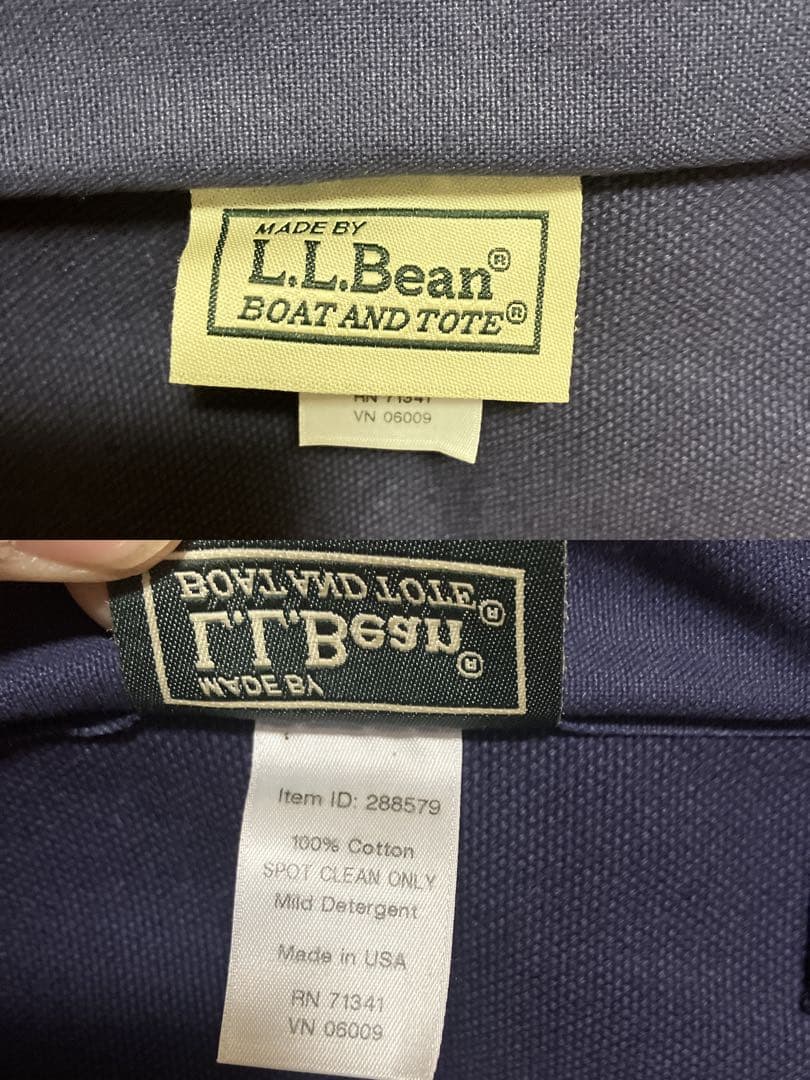 MADE BY
L.L.Bean®
BOAT AND TOTE®
RN 71341
VN 06009
MADE BY
L.L.Bean®
BOAT AND TOTE®
Item ID: 288579
100% Cotton
SPOT CLEAN ONLY
Mild Detergent
Made in USA
RN 71341
VN 06009